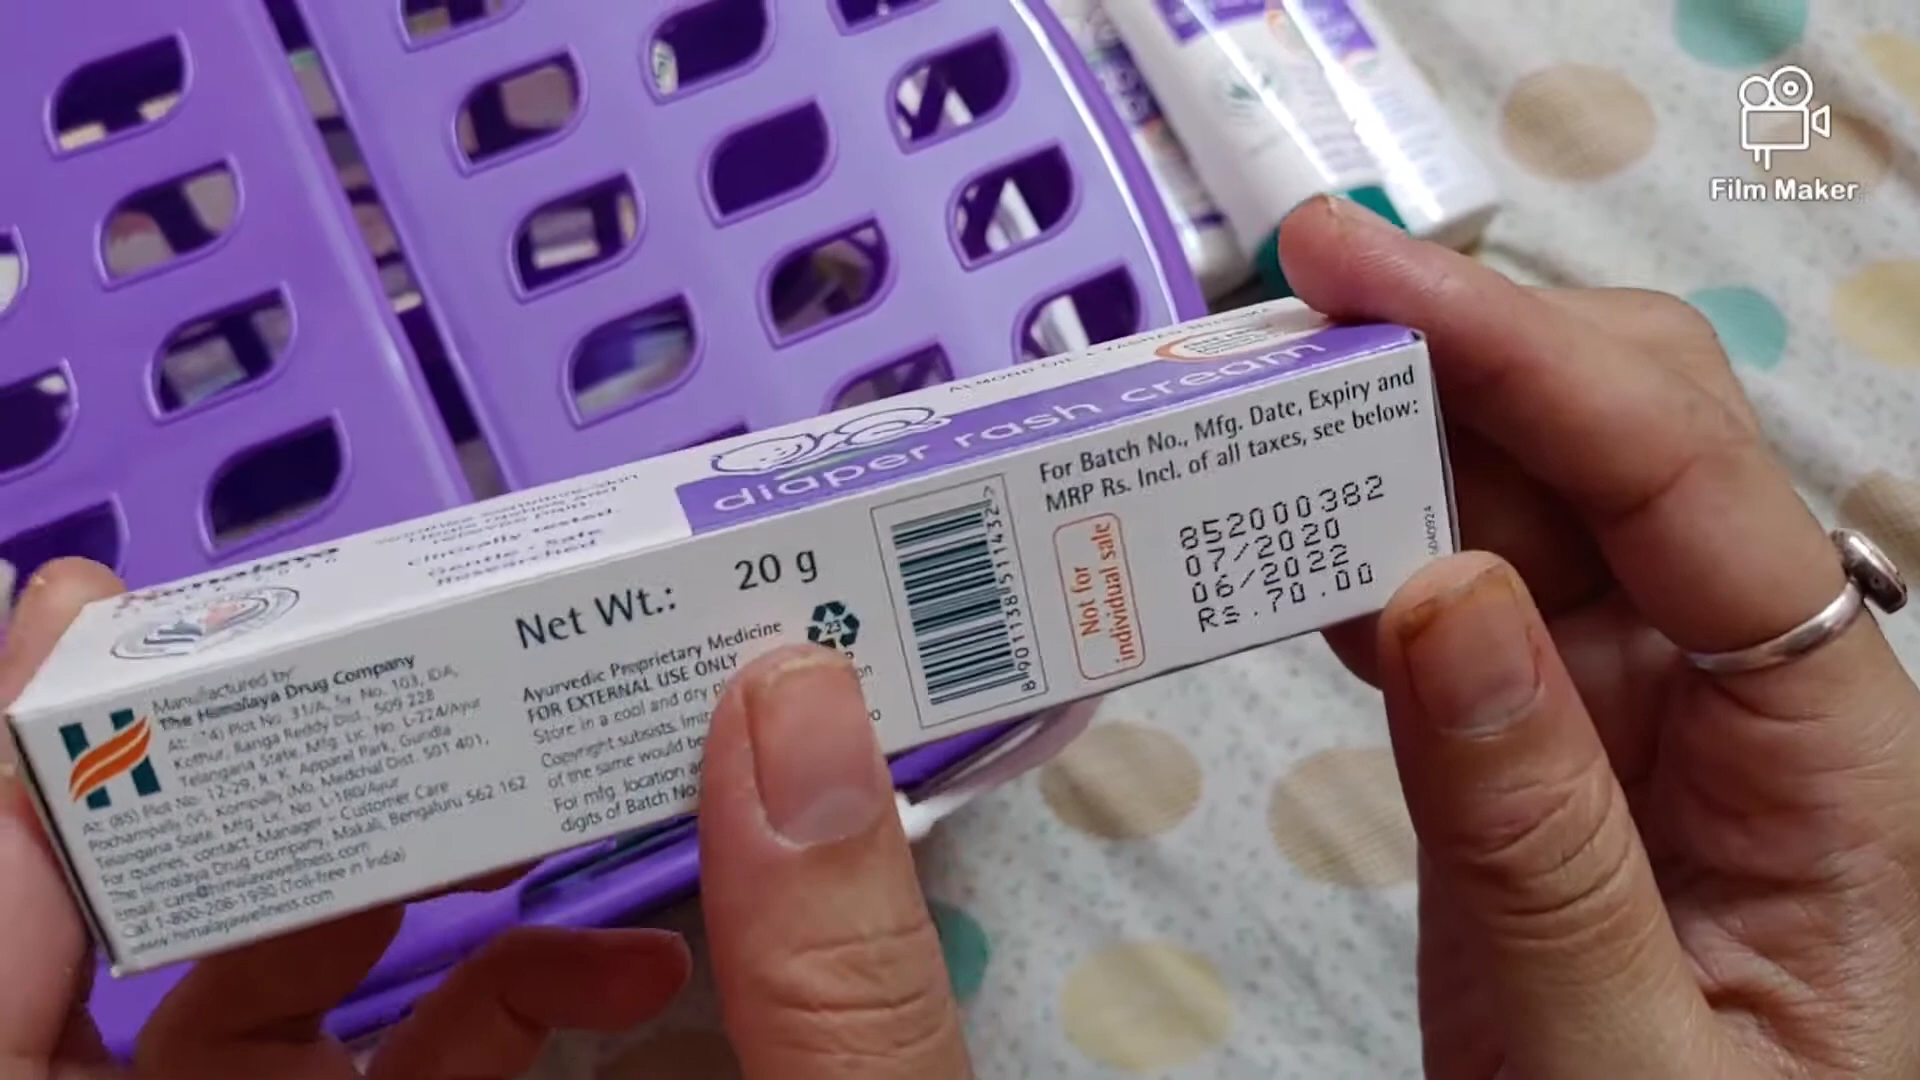 Film Maker
diaper rash cream
clinically tested
Gentle • Safe
Manufactured by
The Himalaya Drug Company
At: (14) Plot No. 31/A, Sy. No. 103, IDA,
Kothur, Ranga Reddy Dist., 509 228
Telangana State, Mfg. Lic. No. L-224/Ayur
At: (85) Plot No. 12-29, R. K. Apparel Park, Gundla
Pochampally (V), Kompally (M), Medchal Dist. 501 401,
Telangana State, Mfg. Lic. No. L-180/Ayur
For queries, contact Manager - Customer Care
The Himalaya Drug Company, Makali, Bengaluru 562 162
Email: care@himalayawellness.com
Call 1-800-208-1930 (Toll-free in India)
www.himalayawellness.com
Net Wt.: 20 g
Ayurvedic Proprietary Medicine
FOR EXTERNAL USE ONLY
Store in a cool and dry
Copyright subsists.
of the same would be
For mfg. location
digits of Batch No
23
8901138511432
For Batch No., Mfg. Date, Expiry and
MRP Rs. Incl. of all taxes, see below:
Not for
individual sale
852000382
07/2020
06/2022
Rs.70.00